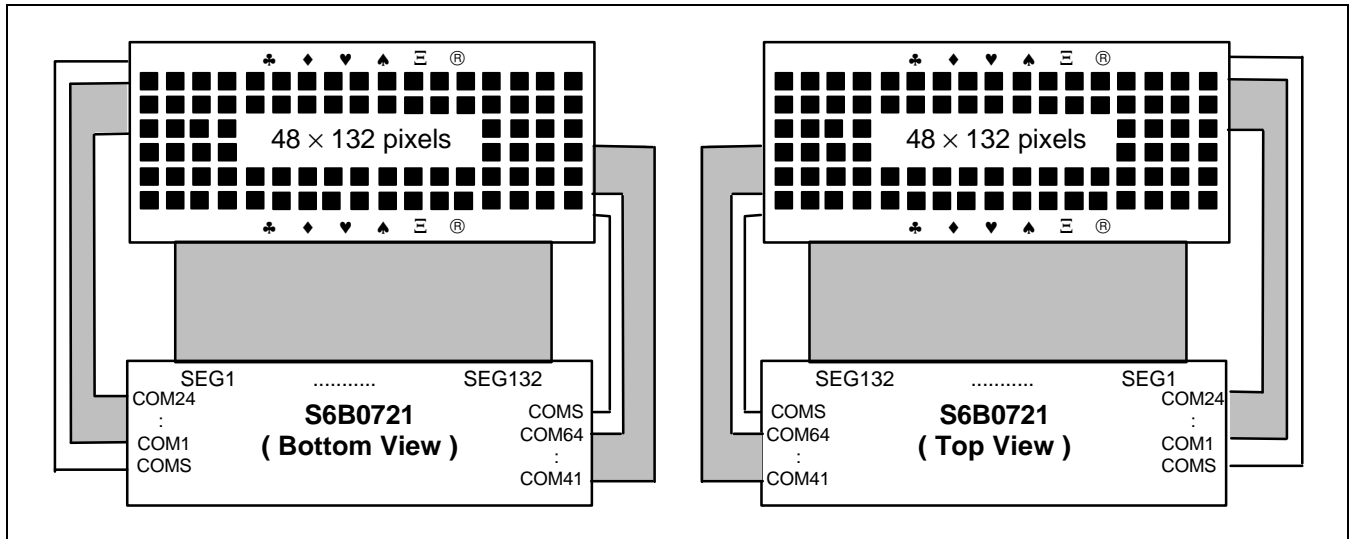 ♣ ♦ ♥ ♠ Ξ ®
48 × 132 pixels
♣ ♦ ♥ ♠ Ξ ®
SEG1 ........... SEG132
COM24
:
COM1
COMS
S6B0721
( Bottom View )
COMS
COM64
:
COM41
♣ ♦ ♥ ♠ Ξ ®
48 × 132 pixels
♣ ♦ ♥ ♠ Ξ ®
SEG132 ........... SEG1
COMS
COM64
:
COM41
S6B0721
( Top View )
COM24
:
COM1
COMS